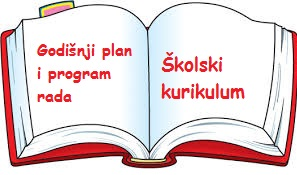 Godišnji plan
i program
rada
Školski
kurikulum